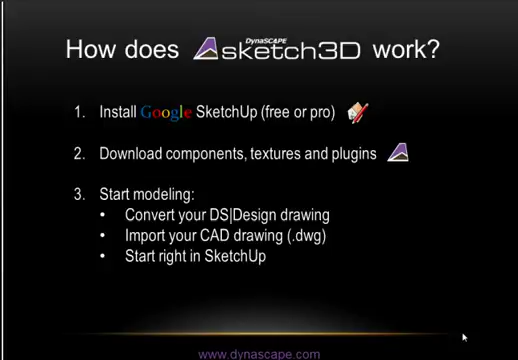 How does DynaSCAPE sketch3D work?
1. Install Google SketchUp (free or pro)
2. Download components, textures and plugins
3. Start modeling:
• Convert your DS|Design drawing
• Import your CAD drawing (.dwg)
• Start right in SketchUp
www.dynascape.com